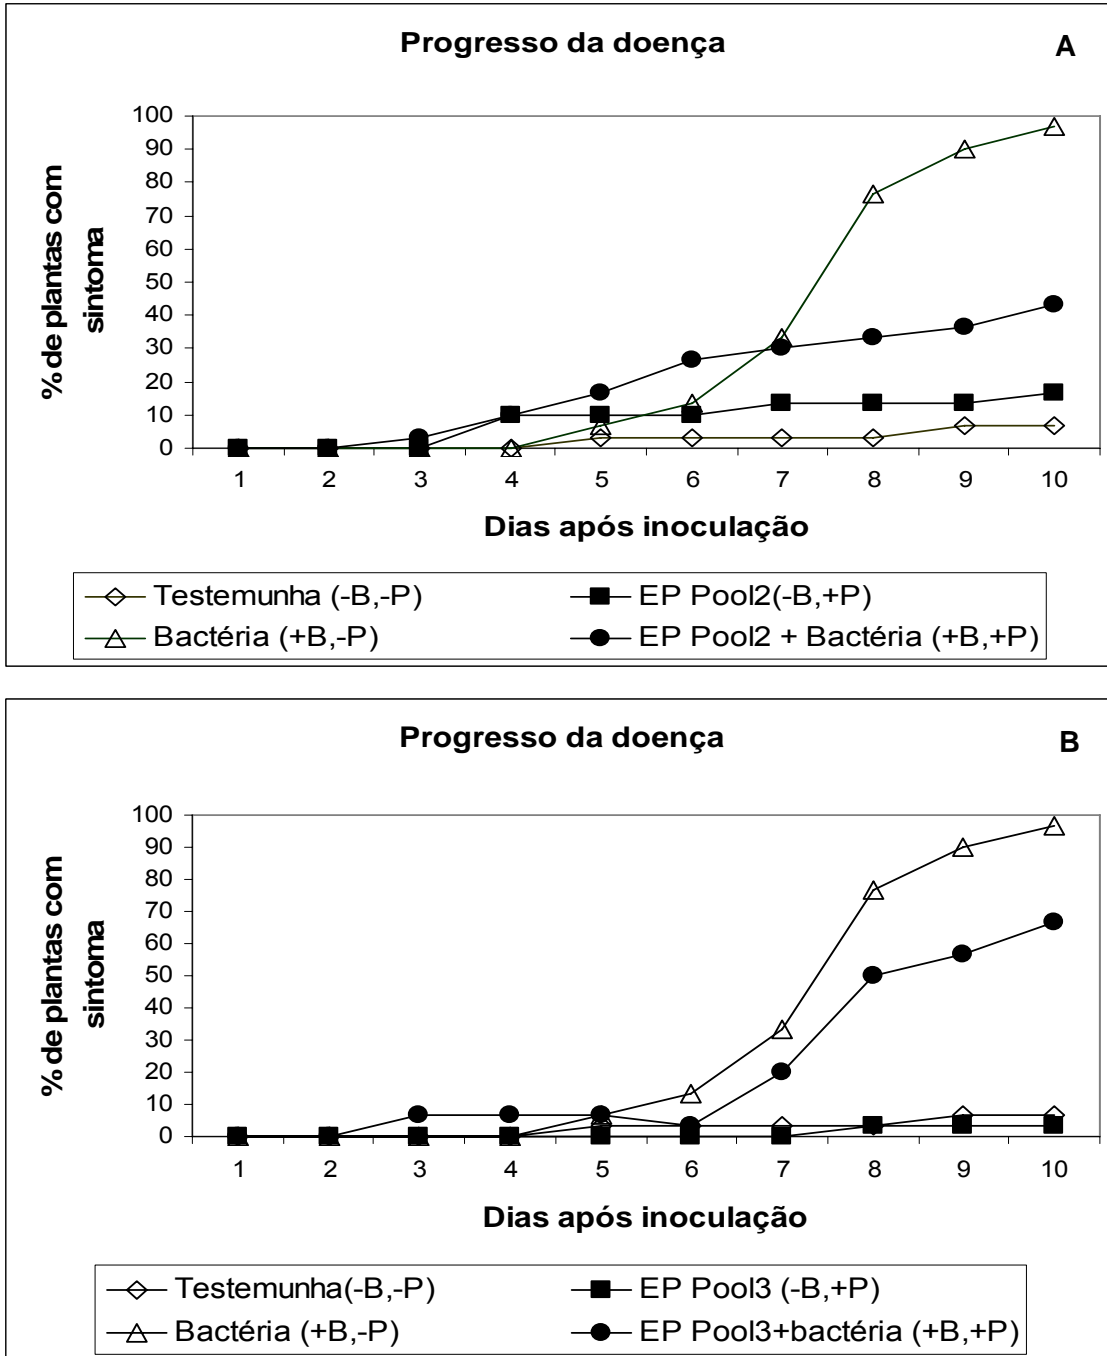 Progresso da doença
A
% de plantas com
sintoma
100
90
80
70
60
50
40
30
20
10
0
1 2 3 4 5 6 7 8 9 10
Dias após inoculação
Testemunha (-B,-P)
EP Pool2(-B,+P)
Bactéria (+B,-P)
EP Pool2 + Bactéria (+B,+P)
Progresso da doença
B
% de plantas com
sintoma
100
90
80
70
60
50
40
30
20
10
0
1 2 3 4 5 6 7 8 9 10
Dias após inoculação
Testemunha(-B,-P)
EP Pool3 (-B,+P)
Bactéria (+B,-P)
EP Pool3+bactéria (+B,+P)